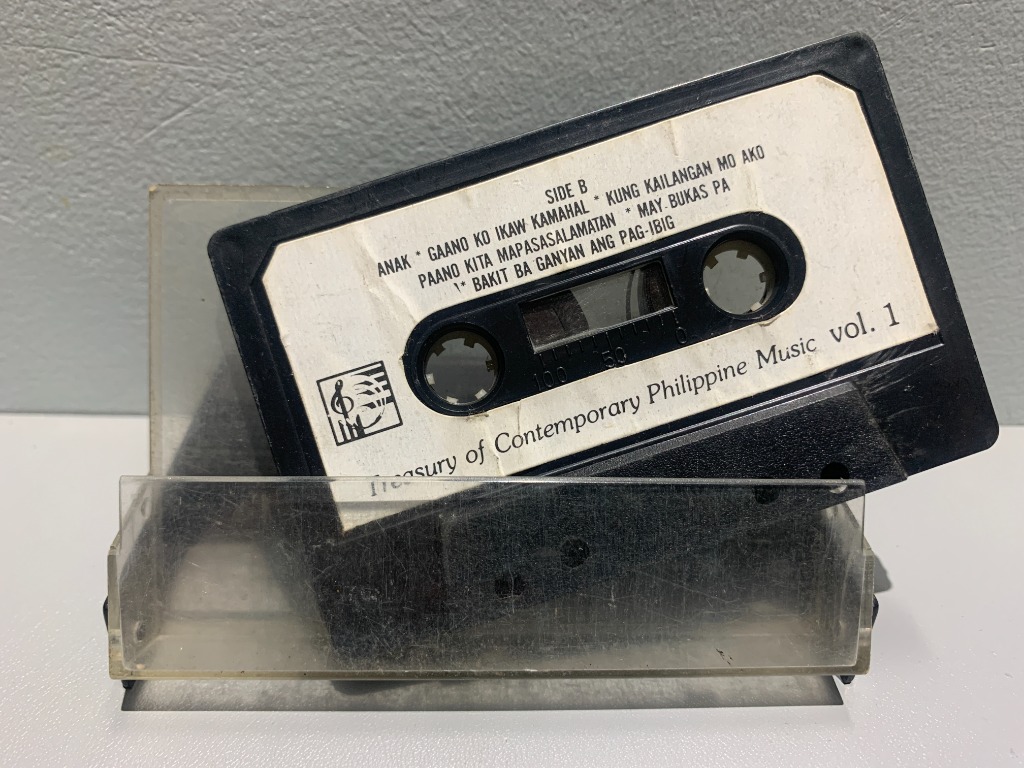 SIDE B
ANAK * GAANO KO IKAW KAMAHAL * KUNG KAILANGAN MO AKO
PAANO KITA MAPASASALAMATAN * MAY BUKAS PA
* BAKIT BA GANYAN ANG PAG-IBIG
100 50 0
Treasury of Contemporary Philippine Music vol. 1